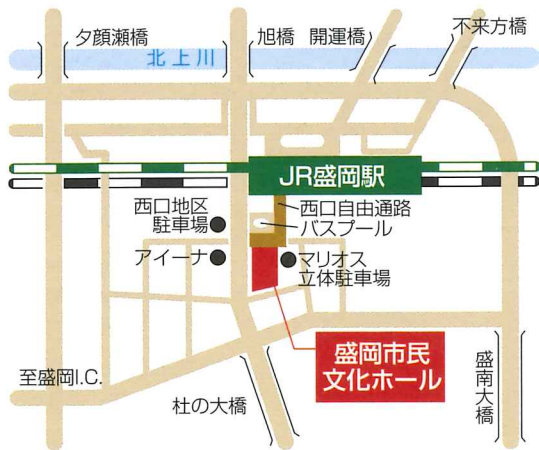 夕顔瀬橋
旭橋
開運橋
不来方橋
北上川
JR盛岡駅
西口地区
駐車場
西口自由通路
バスプール
アイーナ
マリオス
立体駐車場
盛岡市民
文化ホール
至盛岡I.C.
杜の大橋
盛南大橋